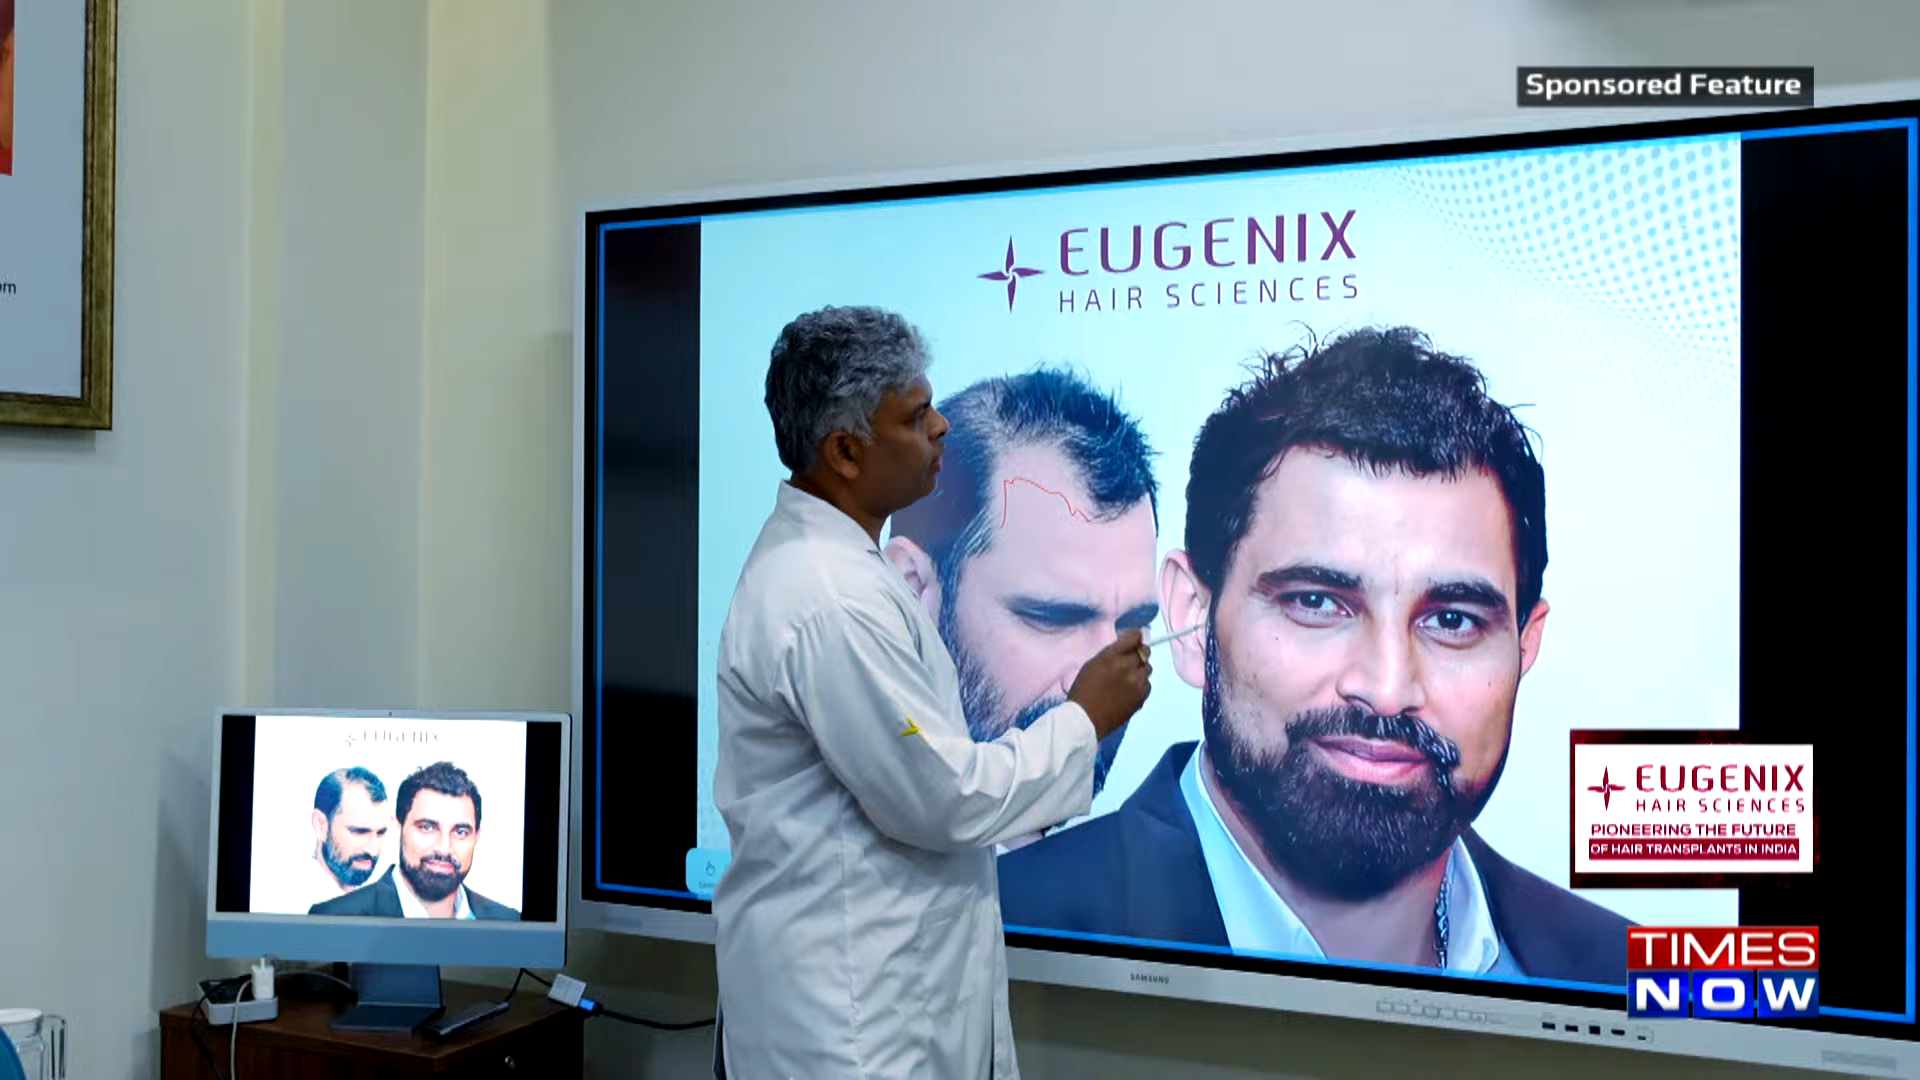 Sponsored Feature
EUGENIX
HAIR SCIENCES
EUGENIX
SAMSUNG
EUGENIX
HAIR SCIENCES
PIONEERING THE FUTURE
OF HAIR TRANSPLANTS IN INDIA
TIMES
NOW